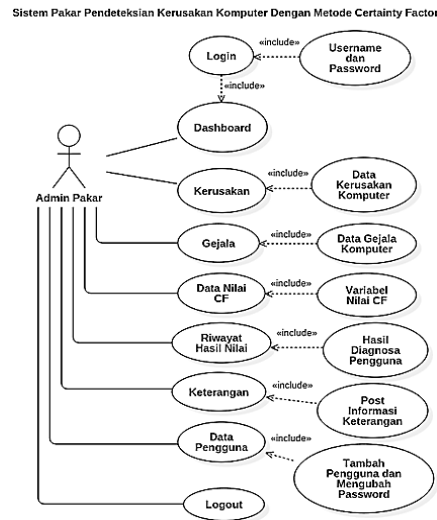 Sistem Pakar Pendeteksian Kerusakan Komputer Dengan Metode Certainty Factor
Login
«include»
Username
dan
Password
«include»
Dashboard
Admin Pakar
Kerusakan
«include»
Data
Kerusakan
Komputer
Gejala
«include»
Data Gejala
Komputer
Data Nilai
CF
«include»
Variabel
Nilai CF
Riwayat
Hasil Nilai
«include»
Hasil
Diagnosa
Pengguna
Keterangan
«include»
Post
Informasi
Keterangan
Data
Pengguna
«include»
Tambah
Pengguna dan
Mengubah
Password
Logout